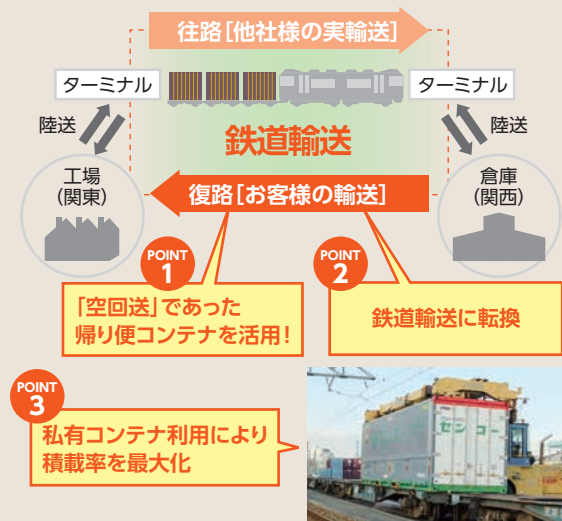 往路[他社様の実輸送]
ターミナル
ターミナル
陸送
鉄道輸送
陸送
工場
(関東)
復路[お客様の輸送]
倉庫
(関西)
POINT
1
「空回送」であった
帰り便コンテナを活用!
POINT
2
鉄道輸送に転換
POINT
3
私有コンテナ利用により
積載率を最大化
センコー